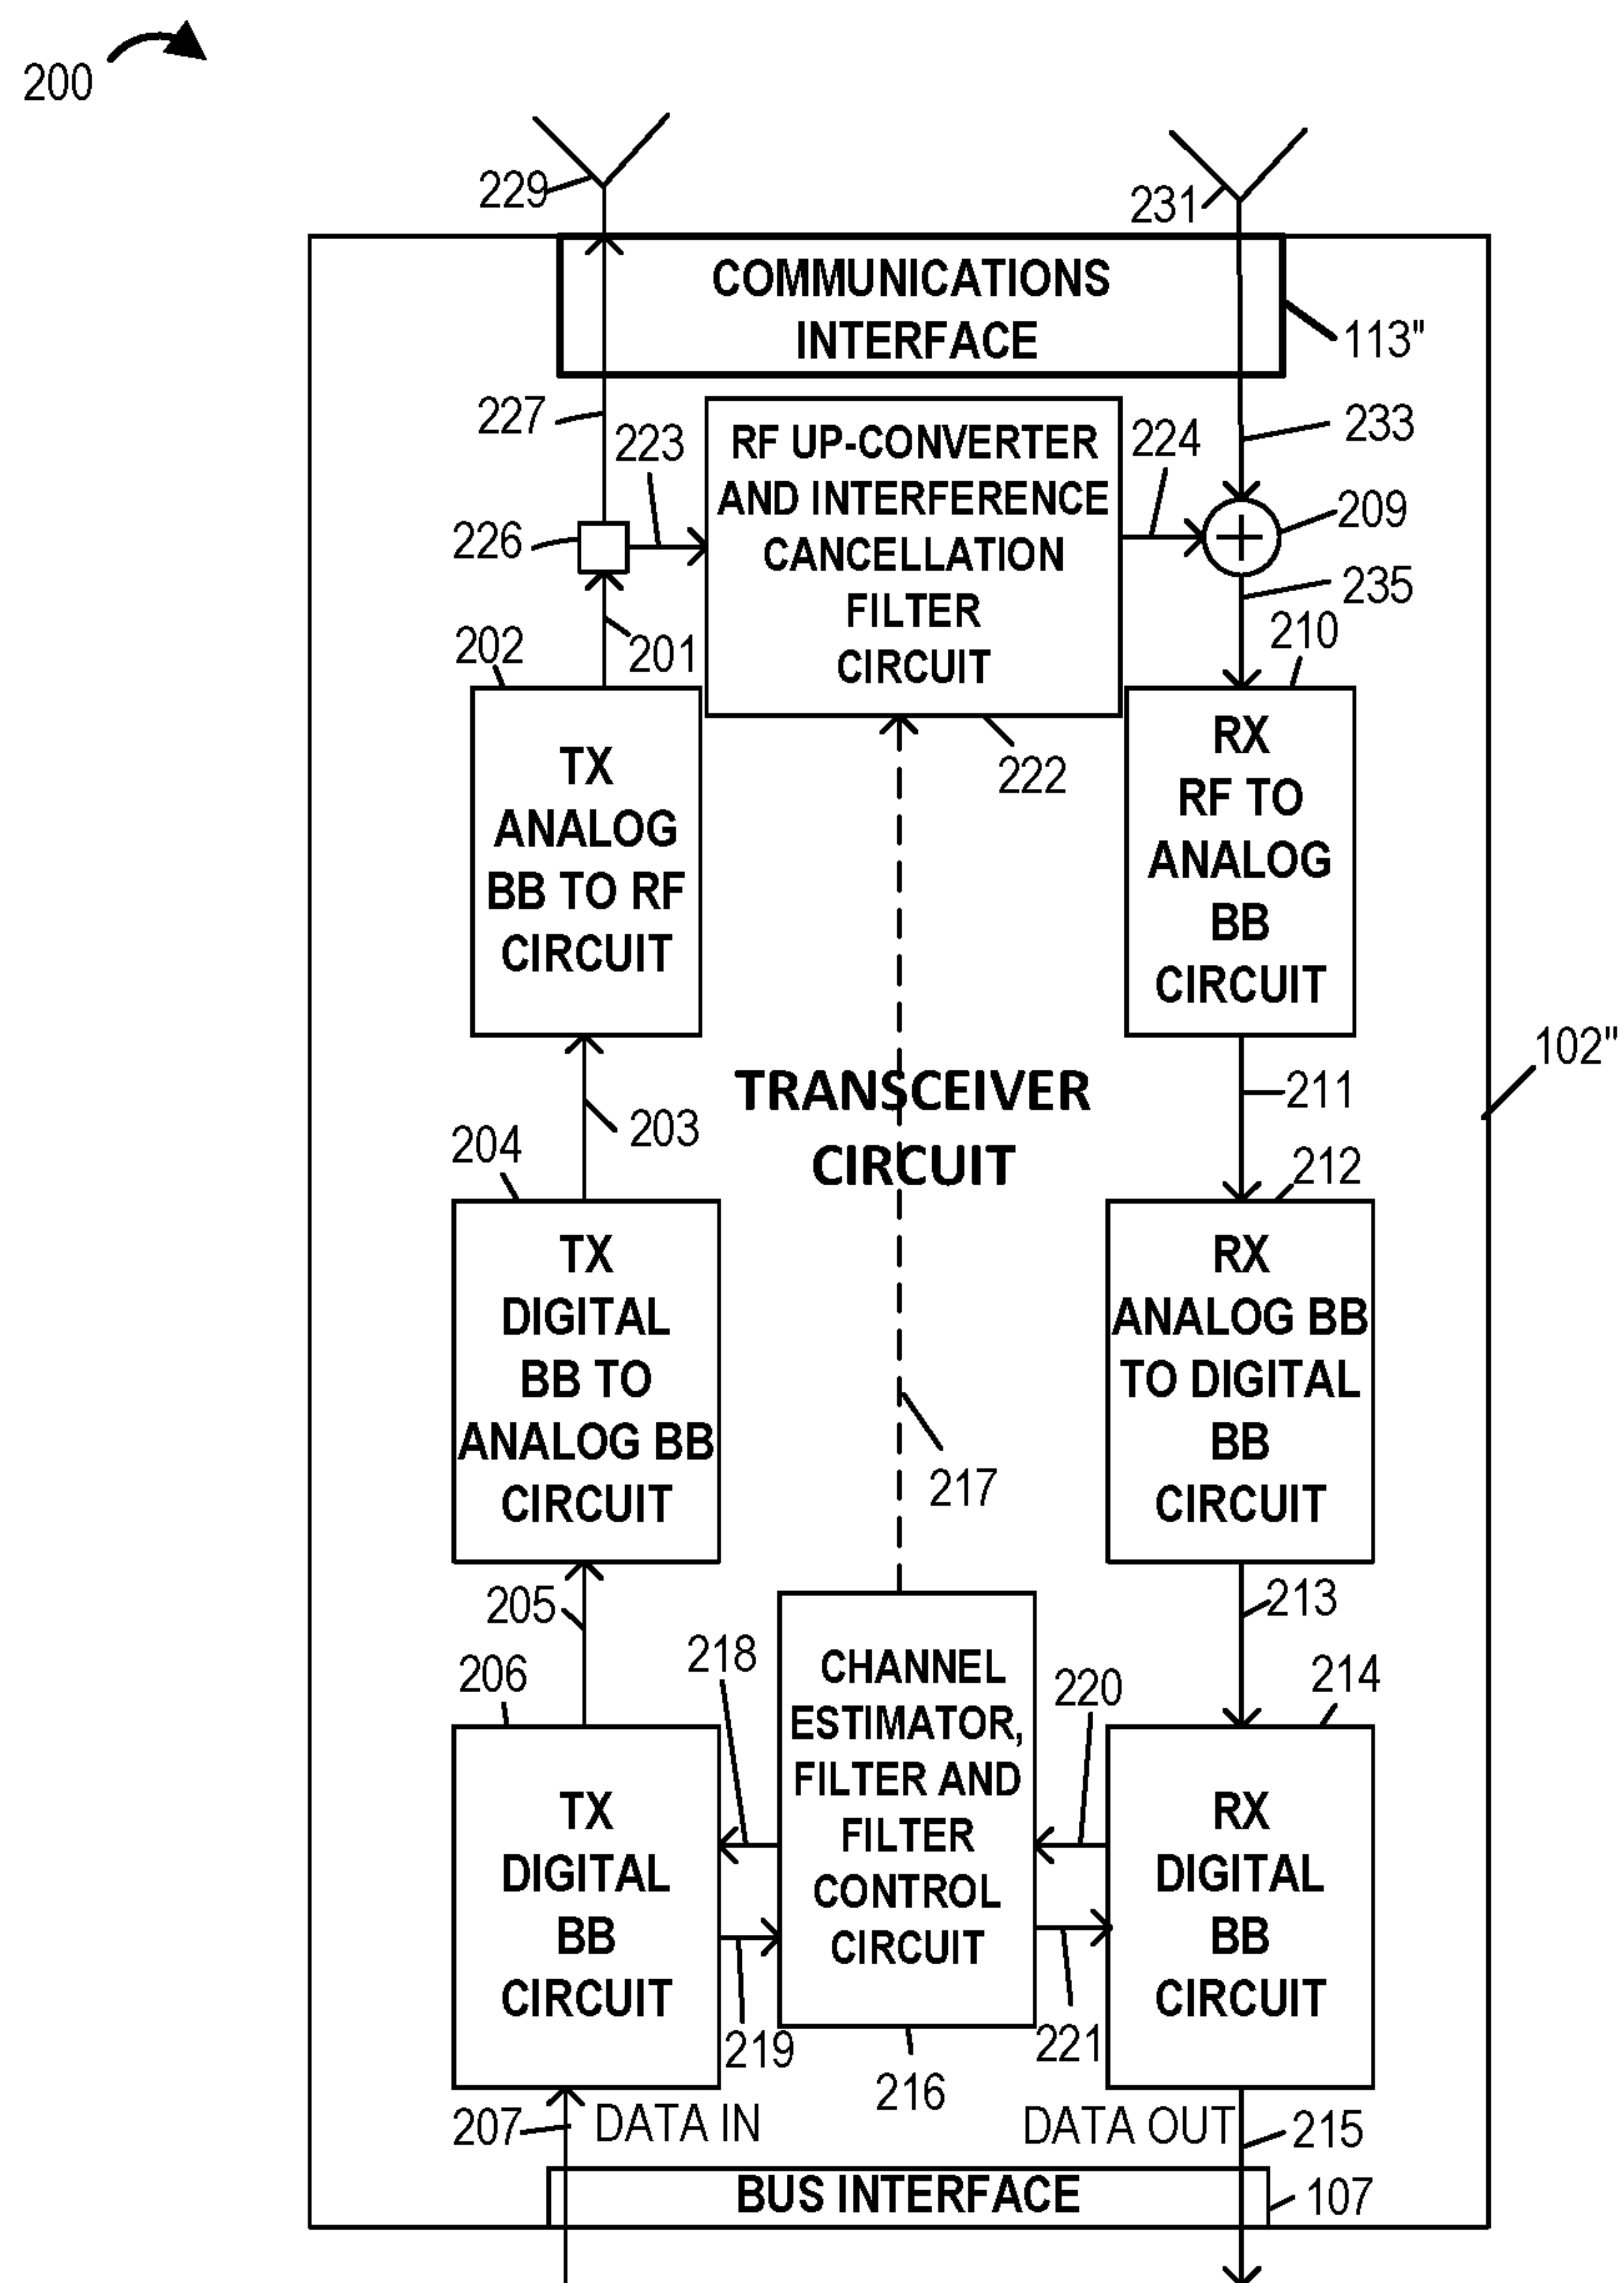 200
229
231
COMMUNICATIONS
INTERFACE
113"
227
223
RF UP-CONVERTER
AND INTERFERENCE
CANCELLATION
FILTER
CIRCUIT
224
233
226
209
235
202
201
210
222
TX
ANALOG
BB TO RF
CIRCUIT
RX
RF TO
ANALOG
BB
CIRCUIT
102"
TRANSCEIVER
CIRCUIT
203
211
204
212
TX
DIGITAL
BB TO
ANALOG BB
CIRCUIT
RX
ANALOG BB
TO DIGITAL
BB
CIRCUIT
217
205
213
206
218
220
214
TX
DIGITAL
BB
CIRCUIT
CHANNEL
ESTIMATOR,
FILTER AND
FILTER
CONTROL
CIRCUIT
RX
DIGITAL
BB
CIRCUIT
219
221
216
207
DATA IN
DATA OUT
215
BUS INTERFACE
107